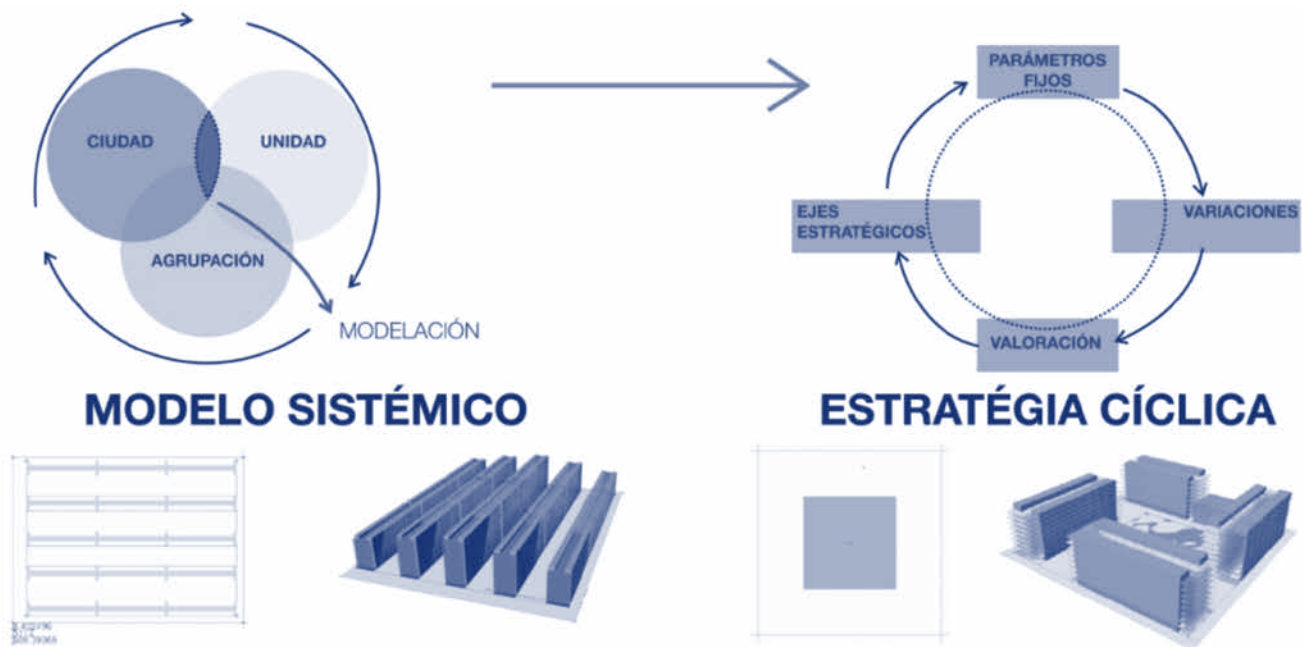 CIUDAD
UNIDAD
AGRUPACIÓN
MODELACIÓN
PARÁMETROS
FIJOS
EJES
ESTRATÉGICOS
VARIACIONES
VALORACIÓN
MODELO SISTÉMICO
ESTRATÉGIA CÍCLICA